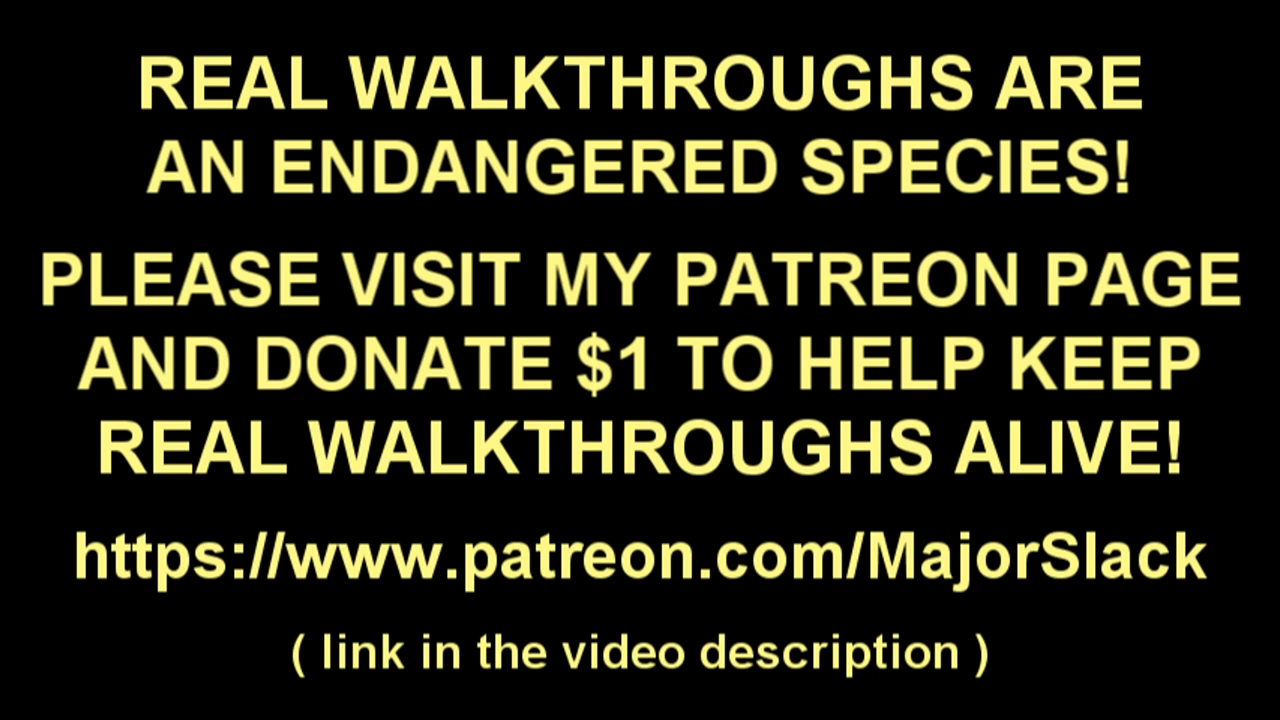 REAL WALKTHROUGHS ARE
AN ENDANGERED SPECIES!
PLEASE VISIT MY PATREON PAGE
AND DONATE $1 TO HELP KEEP
REAL WALKTHROUGHS ALIVE!
https://www.patreon.com/MajorSlack
( link in the video description )